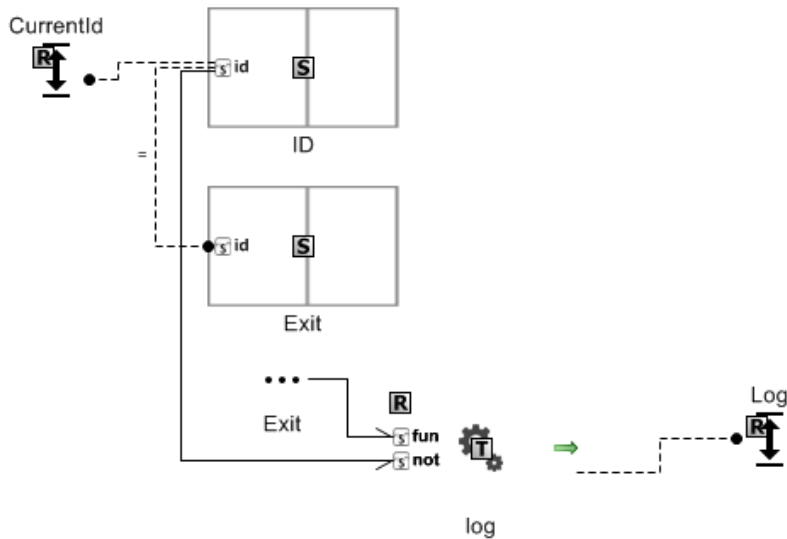 CurrentId
R
s id S
ID
=
s id S
Exit
R
Exit
s fun
s not
T
log
Log
R